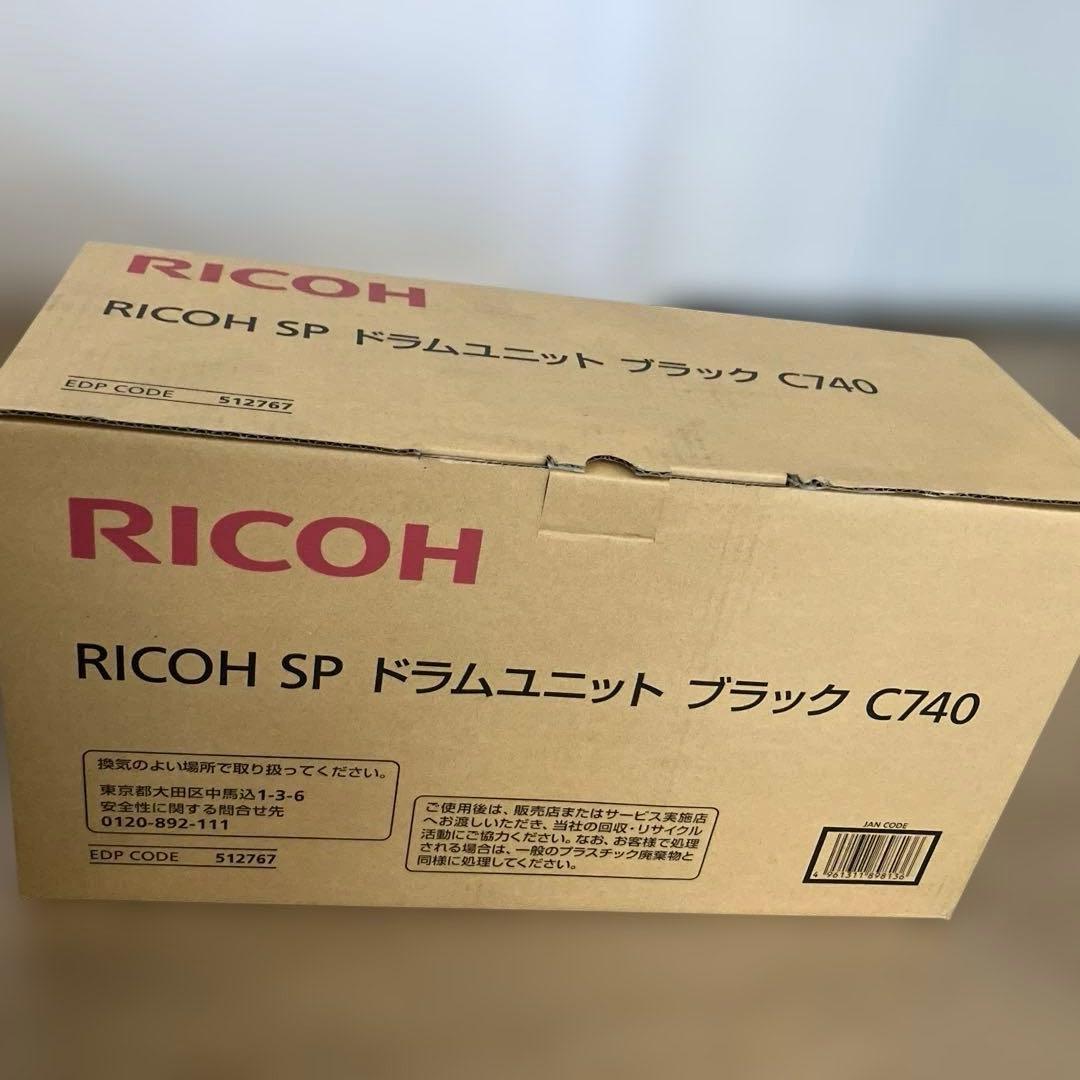 RICOH
RICOH SP ドラムユニット ブラック C740
EDP CODE 512767
RICOH
RICOH SP ドラムユニット ブラック C740
換気のよい場所で取り扱ってください。
東京都大田区中馬込1-3-6
安全性に関する問合せ先
0120-892-111
EDP CODE 512767
ご使用後は、販売店またはサービス実施店
へお渡しいただき、当社の回収・リサイクル
活動にご協力ください。なお、お客様で処理
される場合は、一般のプラスチック廃棄物と
同様に処理してください。
JAN CODE
4 961311 898136